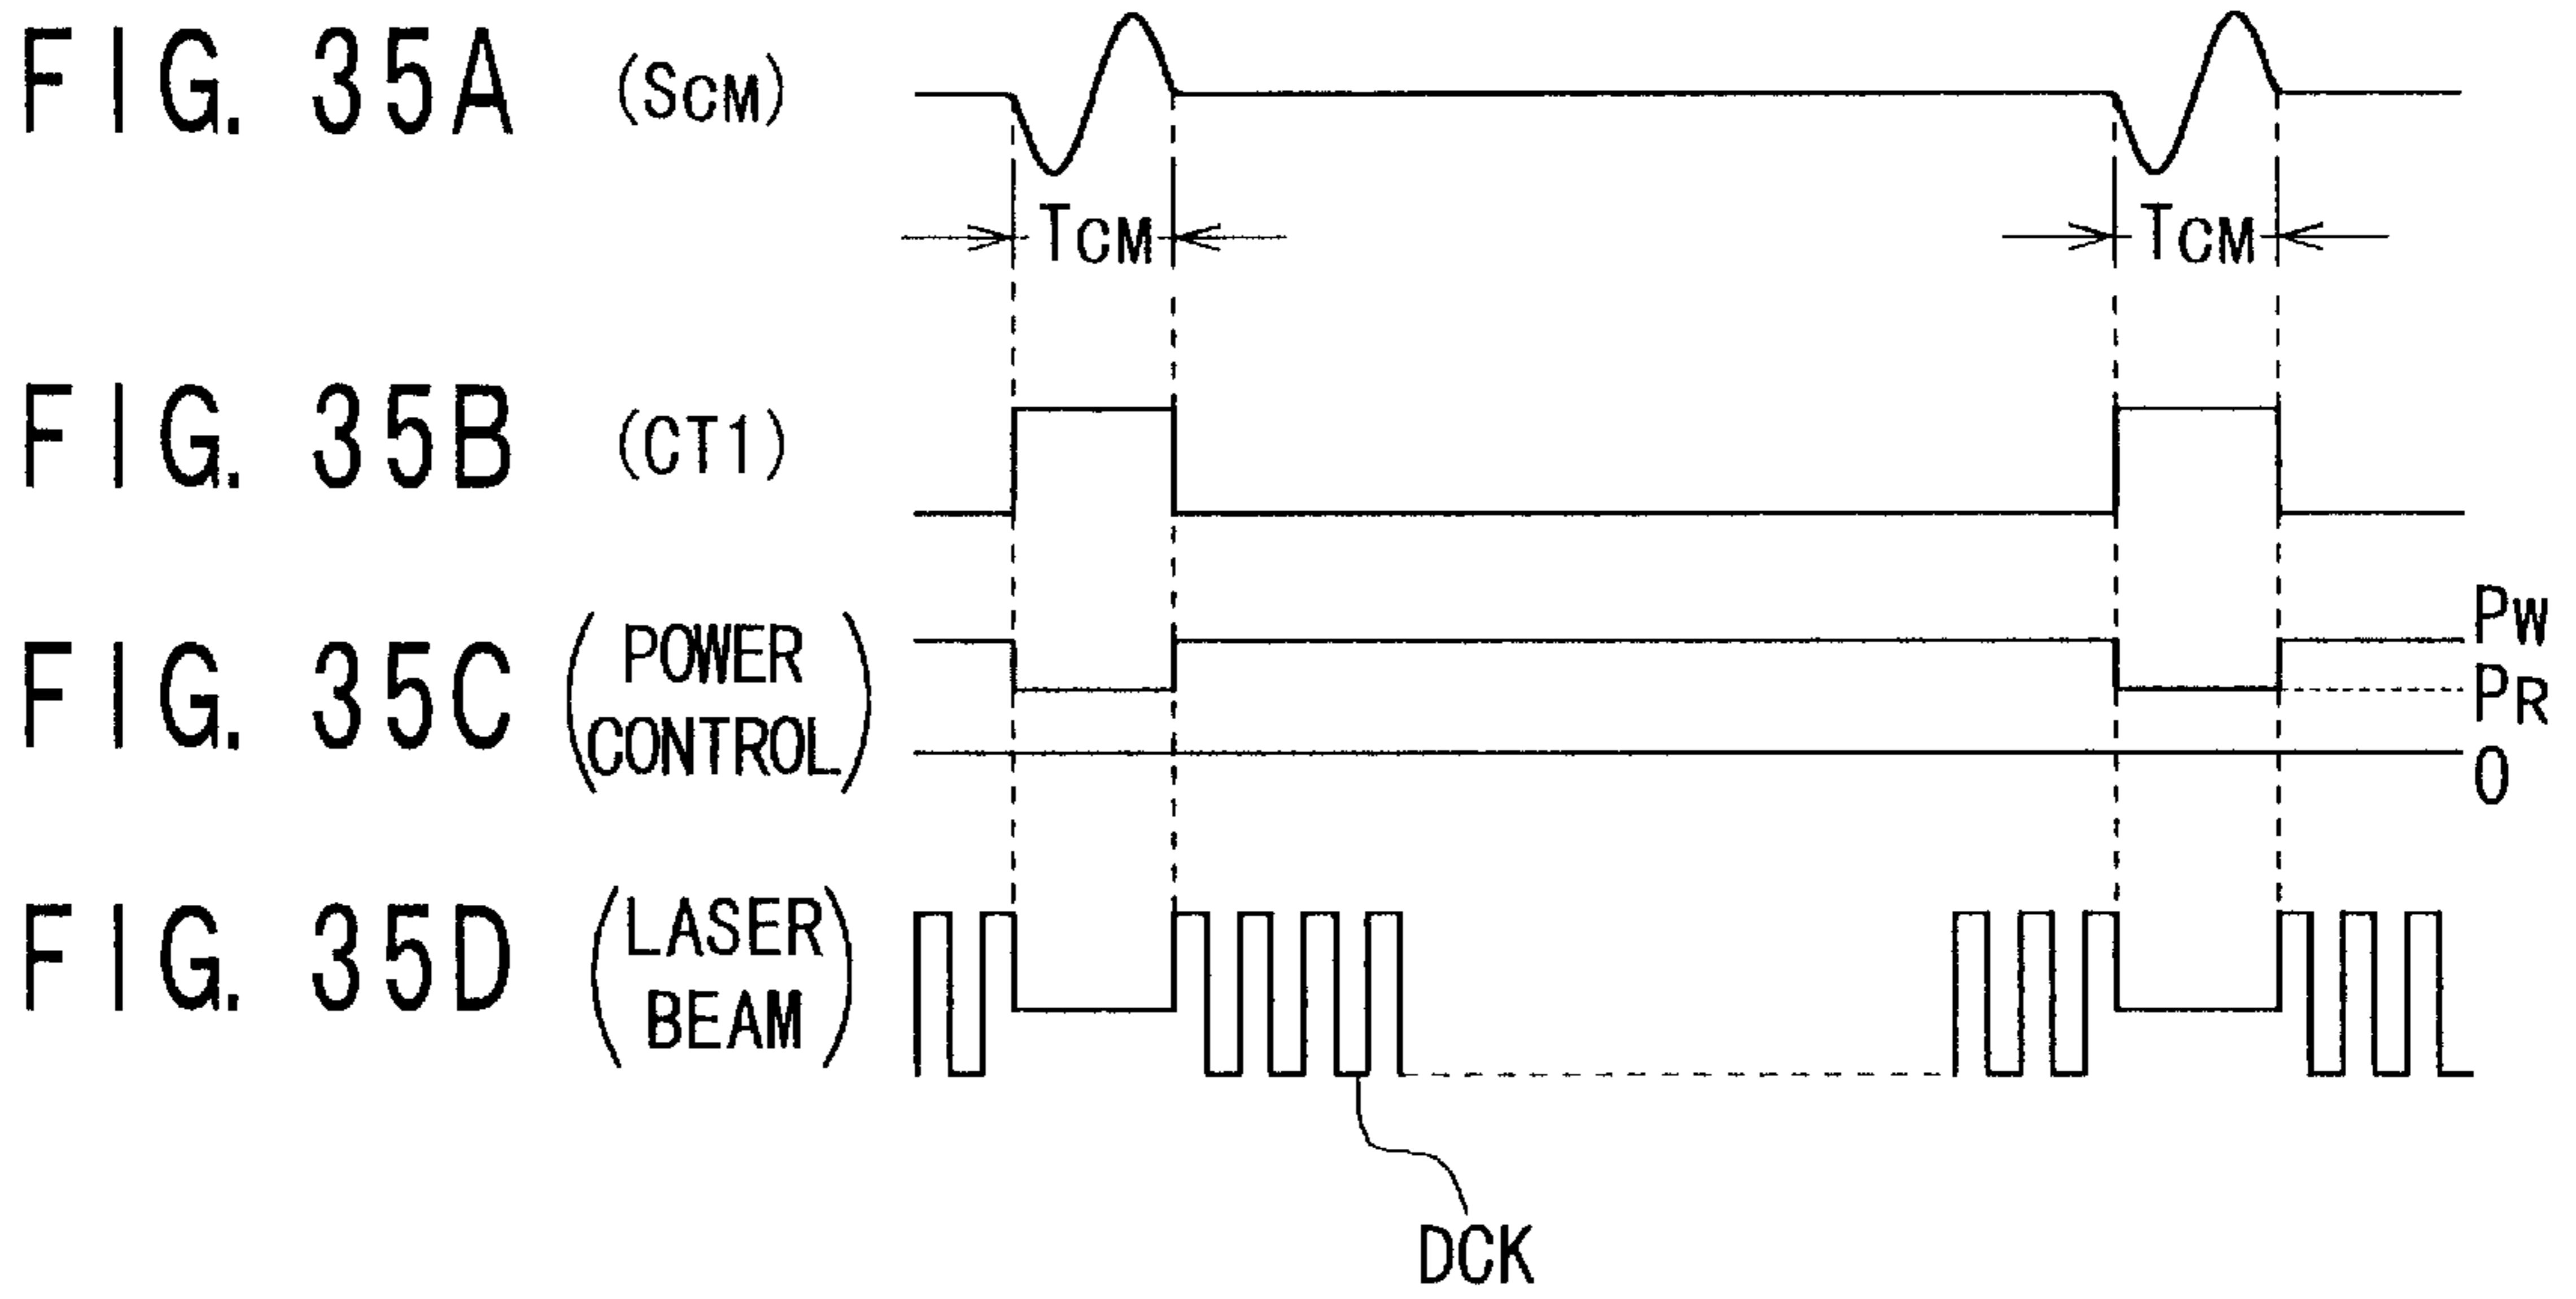 FIG. 35A (SCM)
TCM TCM
FIG. 35B (CT1)
FIG. 35C (POWER
CONTROL)
PW
PR
0
FIG. 35D (LASER
BEAM)
DCK